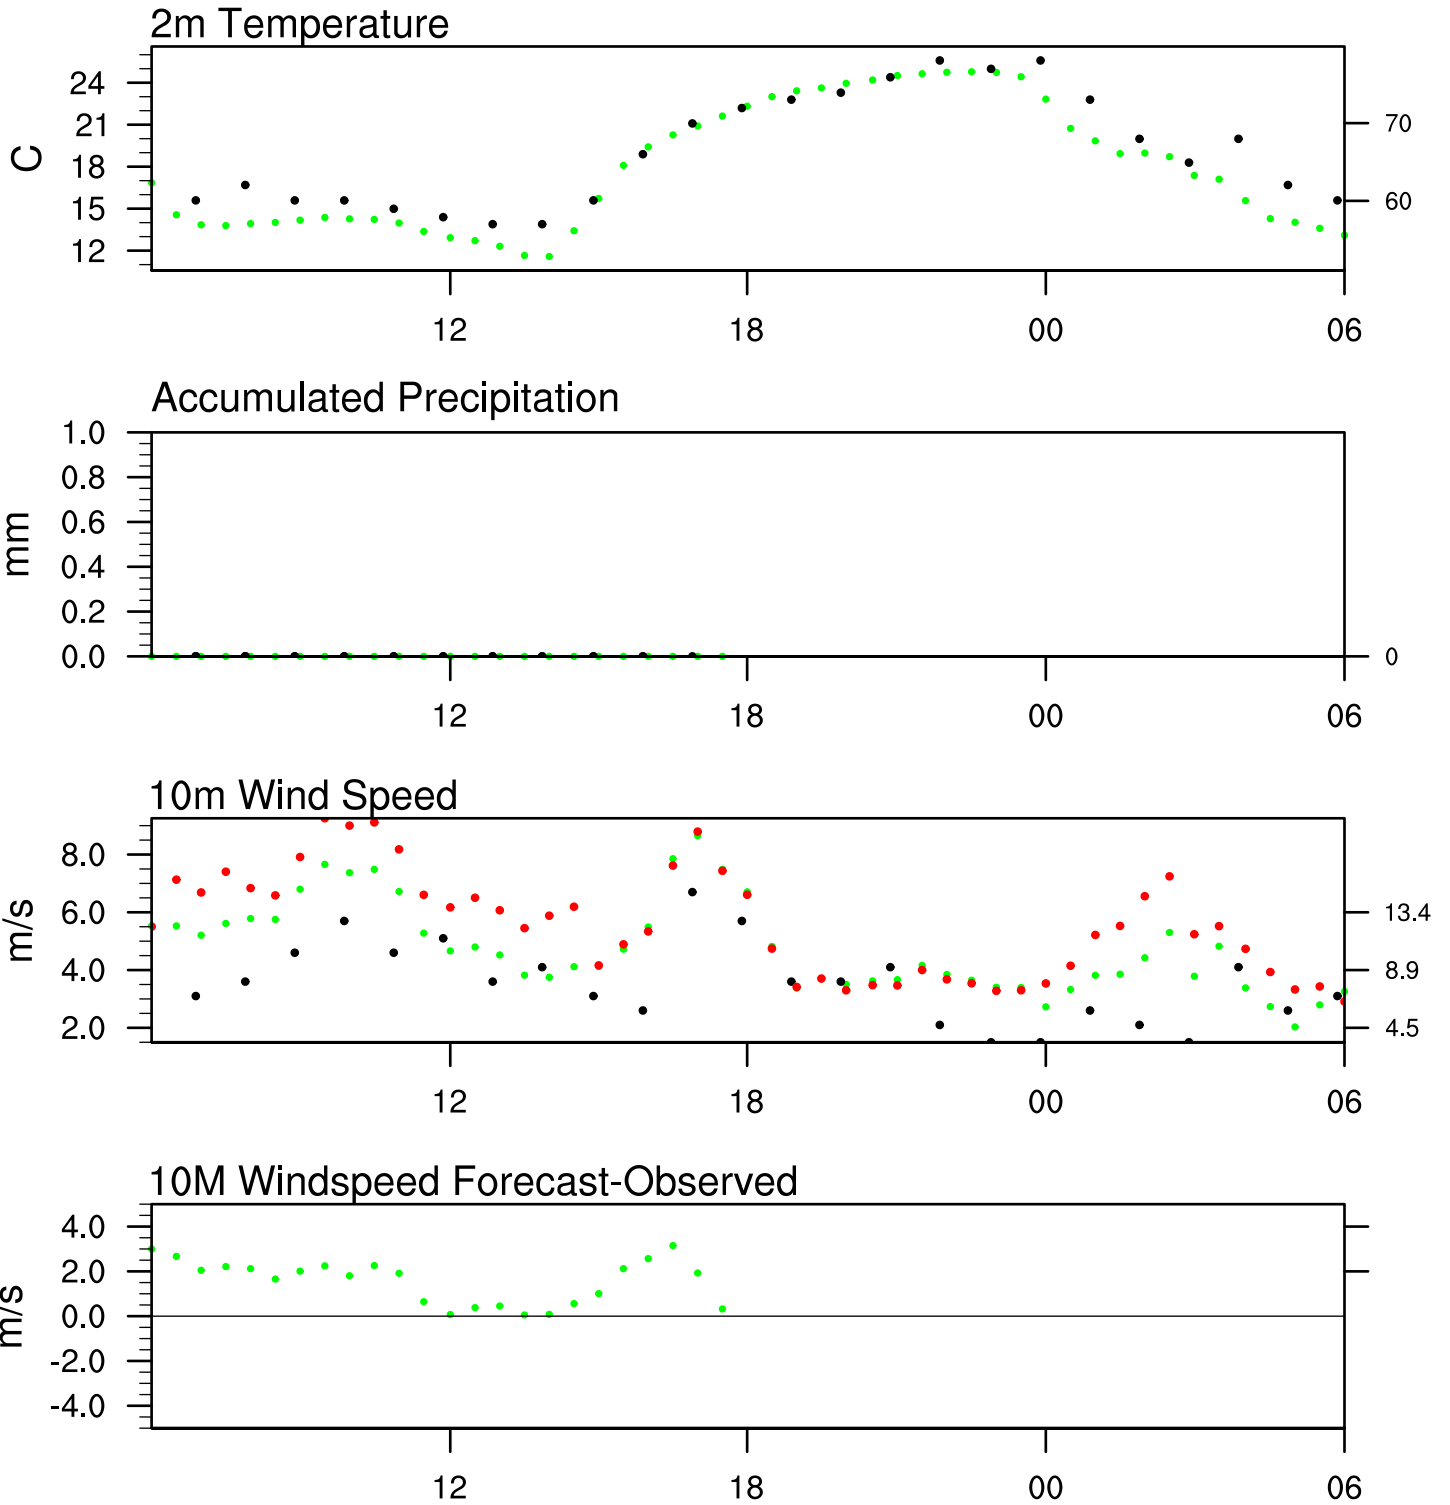 2m Temperature
24
21
18
15
12
C
70
60
12 18 00 06
Accumulated Precipitation
1.0
0.8
0.6
0.4
0.2
0.0
mm
0
12 18 00 06
10m Wind Speed
8.0
6.0
4.0
2.0
m/s
13.4
8.9
4.5
12 18 00 06
10M Windspeed Forecast-Observed
4.0
2.0
0.0
-2.0
-4.0
m/s
12 18 00 06